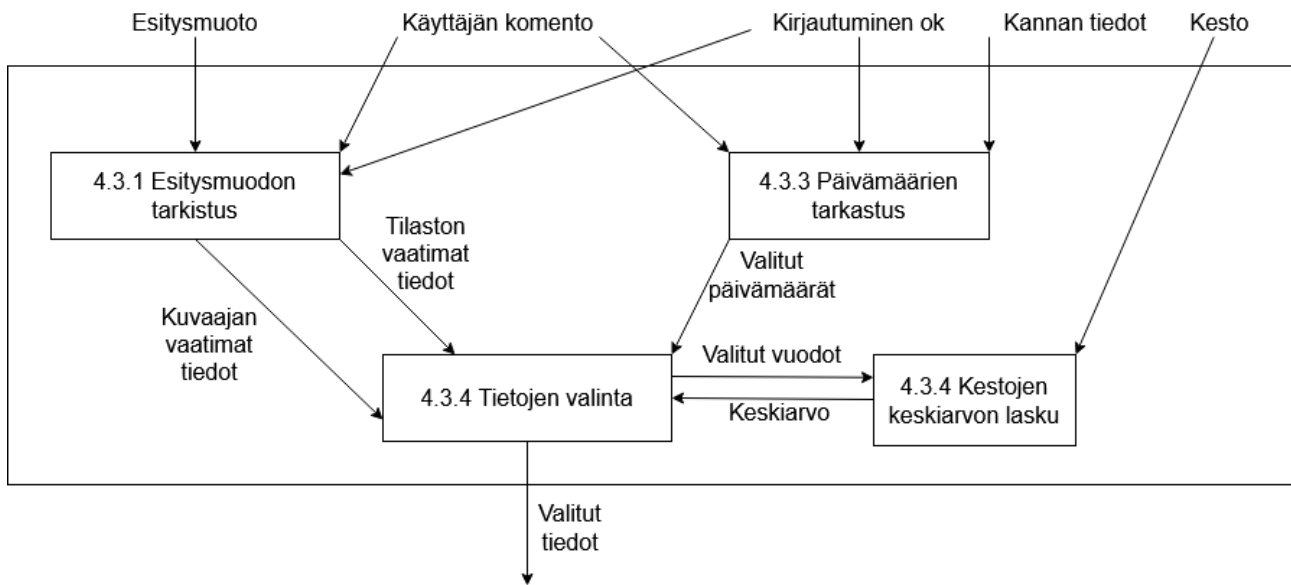 Esitysmuoto
Käyttäjän komento
Kirjautuminen ok
Kannan tiedot
Kesto
4.3.1 Esitysmuodon
tarkistus
4.3.3 Päivämäärien
tarkastus
Tilaston
vaatimat
tiedot
Valitut
päivämäärät
Kuvaajan
vaatimat
tiedot
4.3.4 Tietojen valinta
Valitut vuodot
Keskiarvo
4.3.4 Kestojen
keskiarvon lasku
Valitut
tiedot